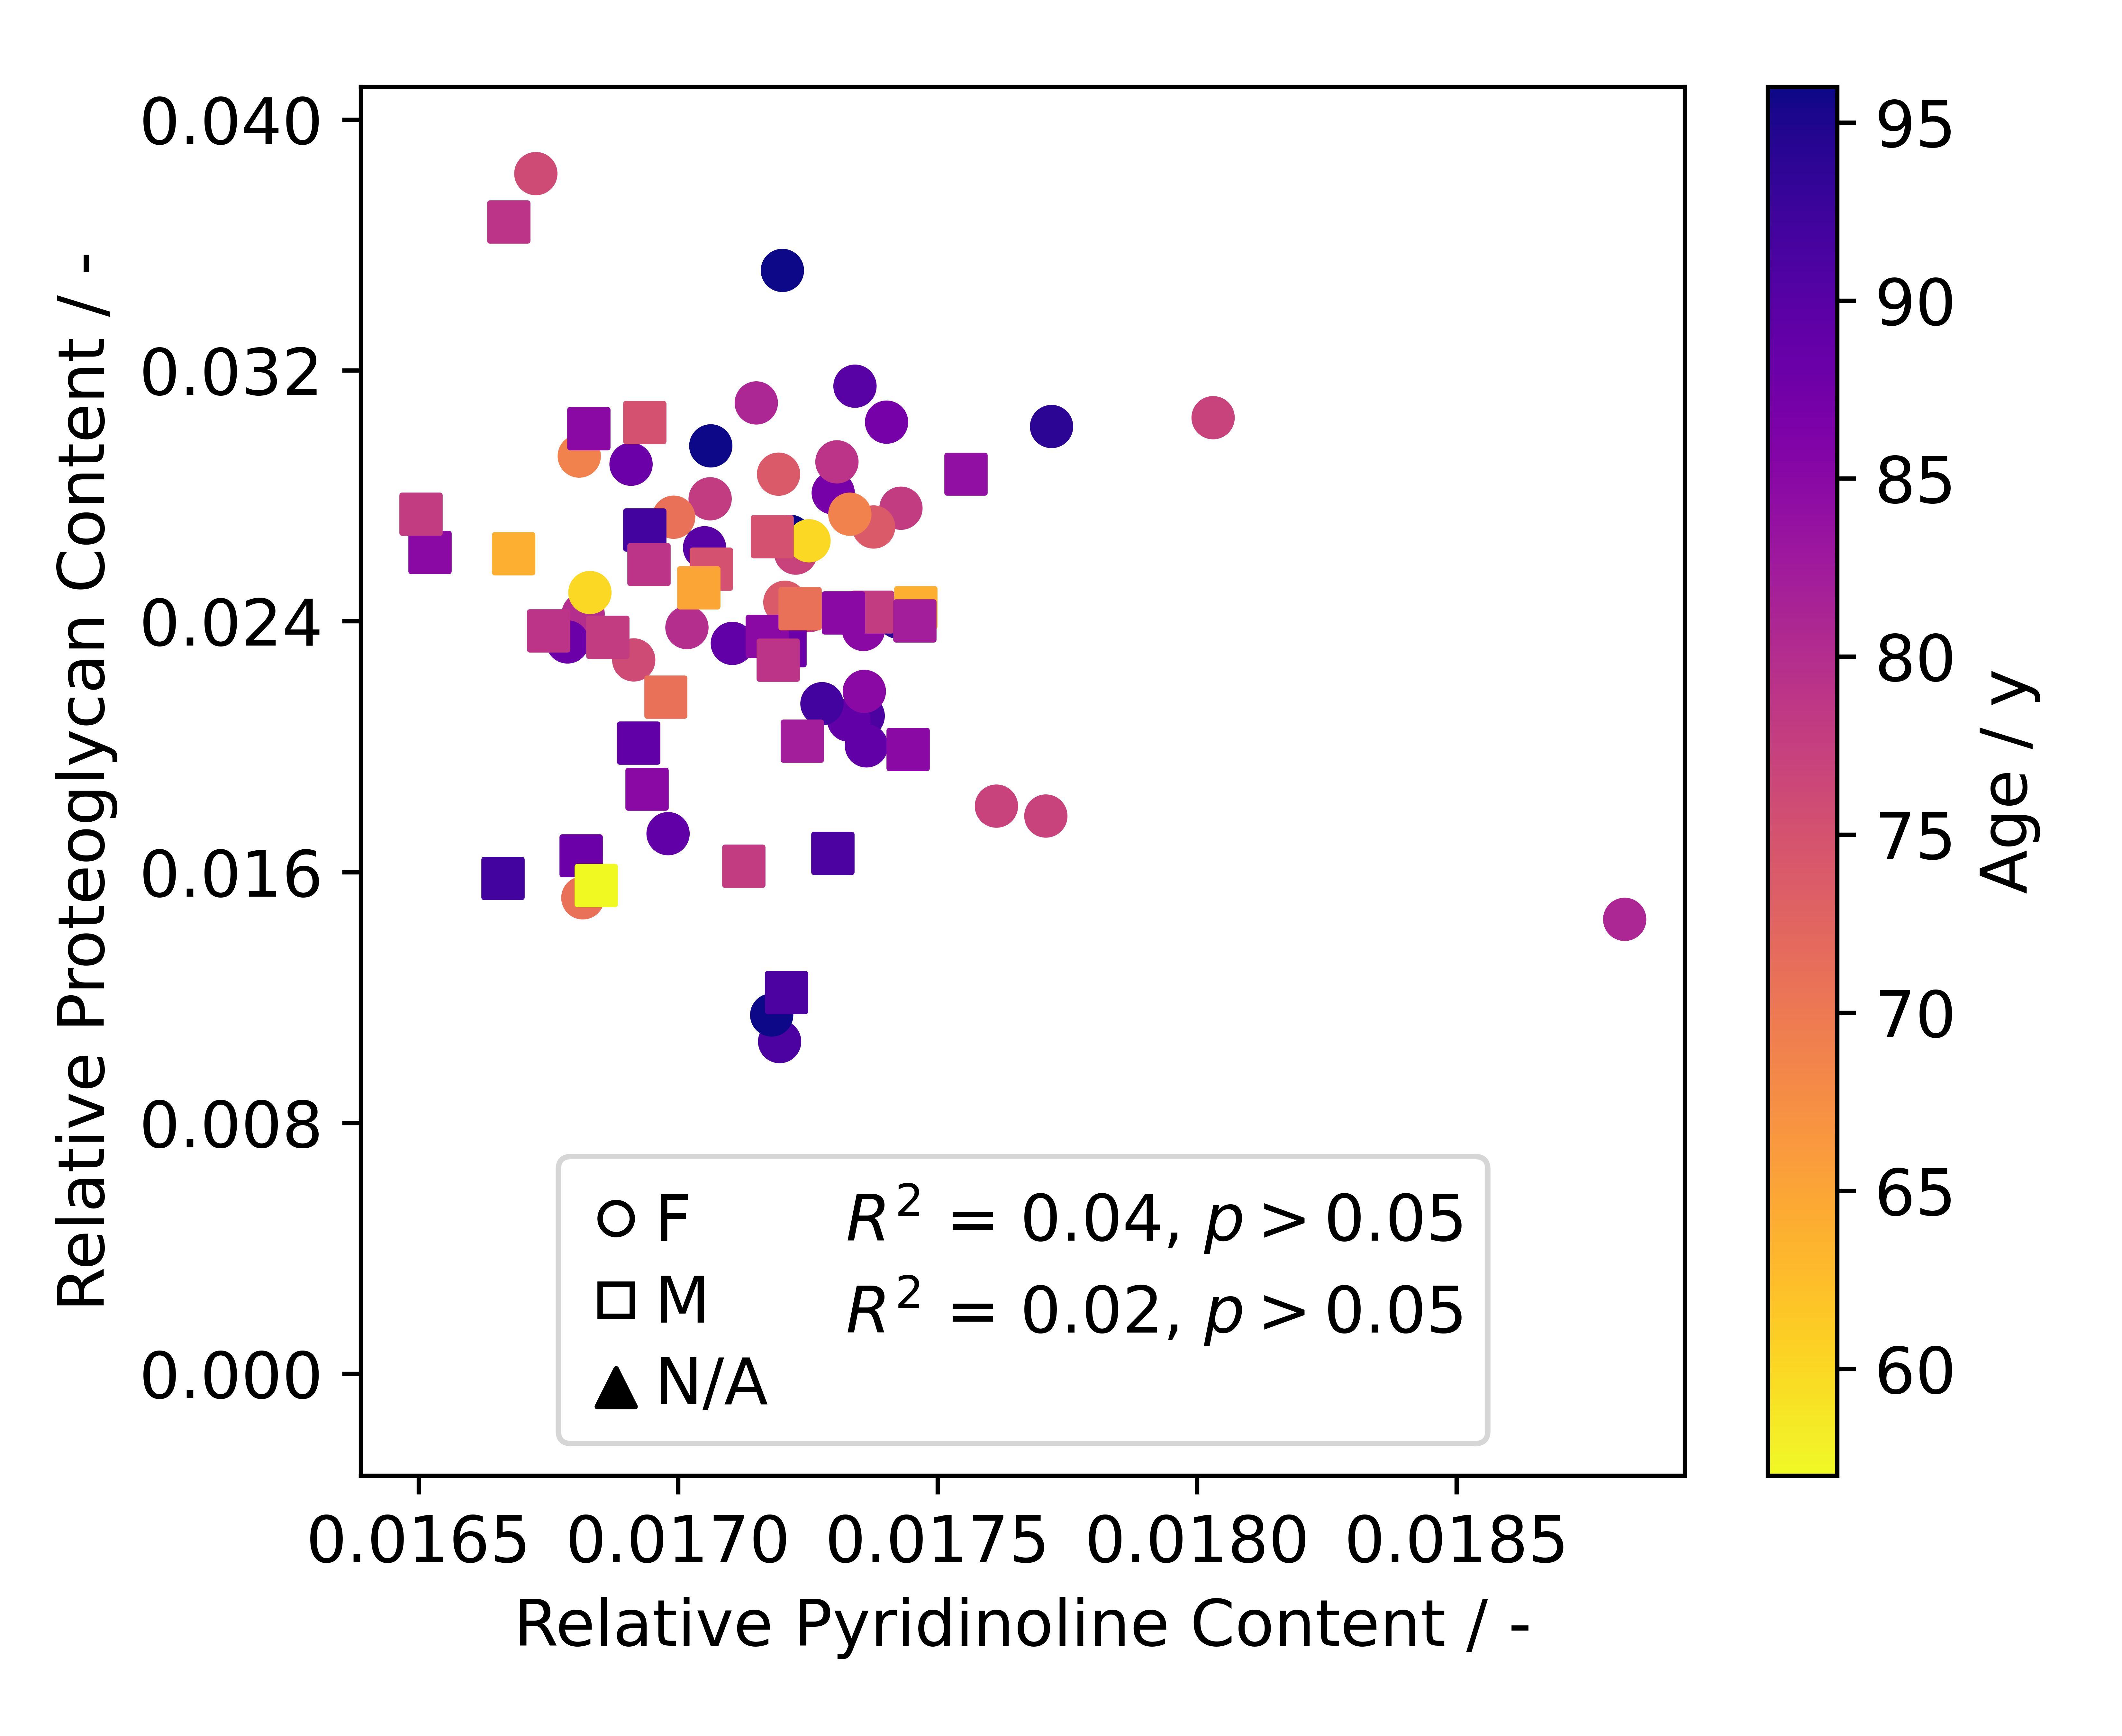 Relative Proteoglycan Content / -
0.040
0.032
0.024
0.016
0.008
0.000
F R² = 0.04, p > 0.05
M R² = 0.02, p > 0.05
N/A
0.0165 0.0170 0.0175 0.0180 0.0185
Relative Pyridinoline Content / -
95
90
85
80
75
70
65
60
Age / y